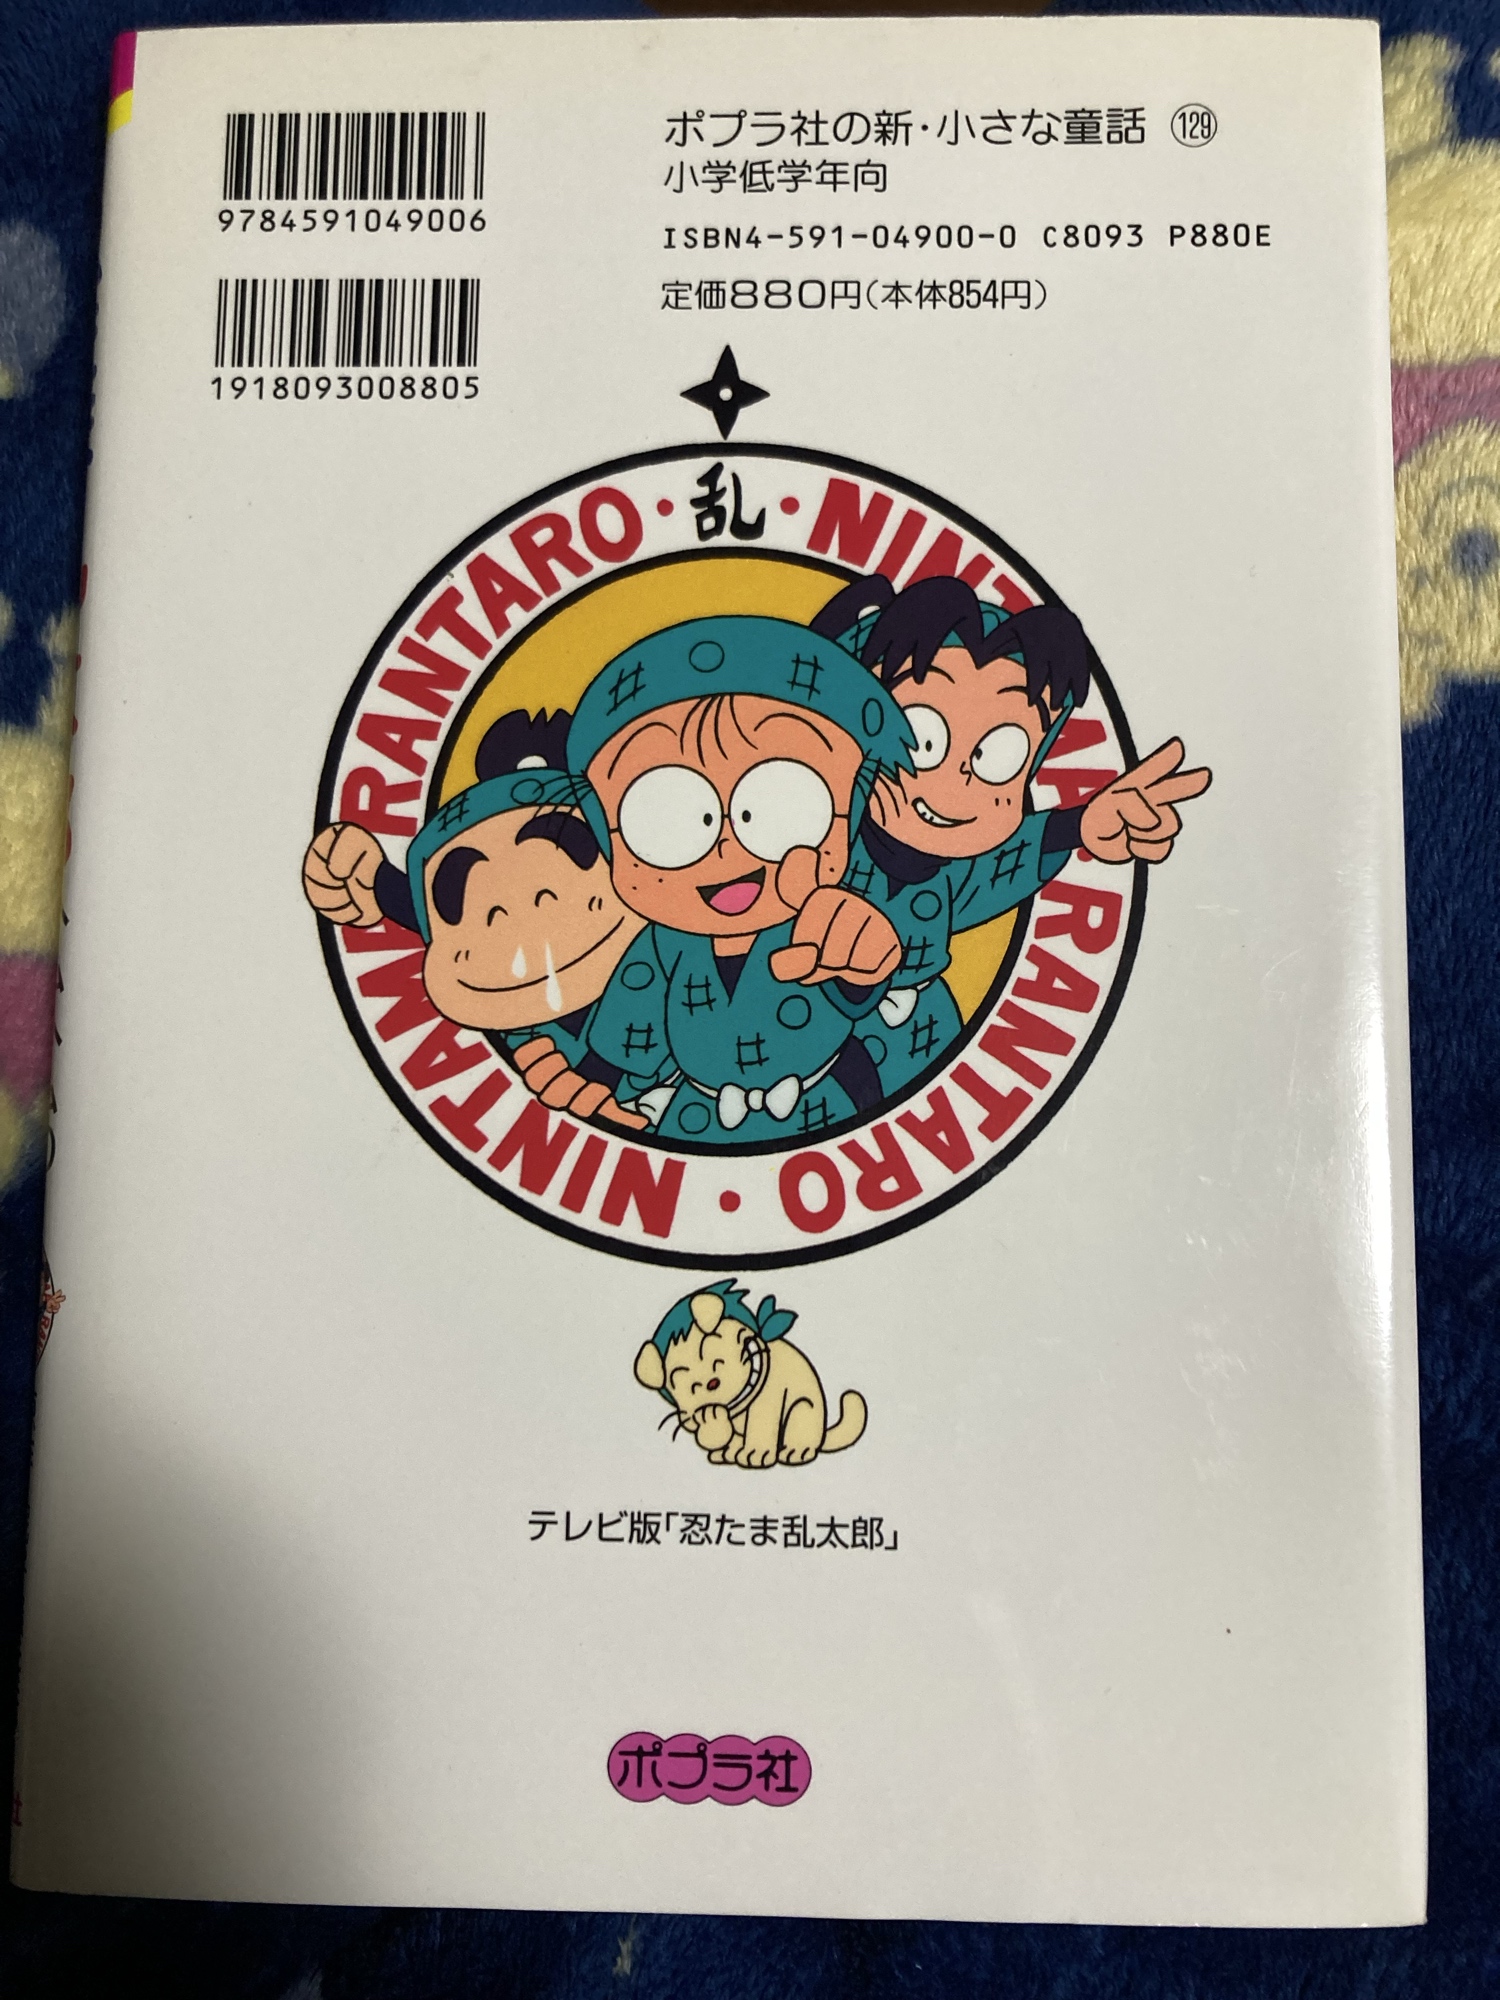 9784591049006
1918093008805
ポプラ社の新・小さな童話 129
小学低学年向
ISBN4-591-04900-0 C8093 P880E
定価880円(本体854円)
RANTARO・乱・NINTAMA・RANTARO・NINTAMA
テレビ版「忍たま乱太郎」
ポプラ社